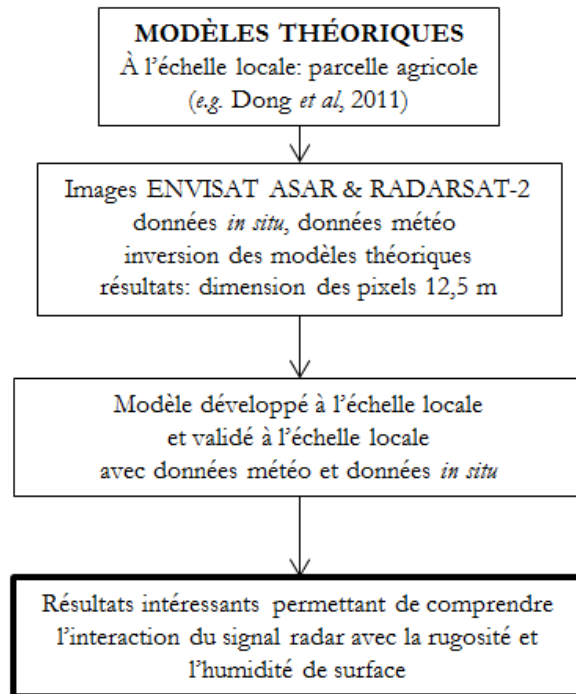 MODÈLES THÉORIQUES
À l'échelle locale: parcelle agricole
(e.g. Dong et al, 2011)
Images ENVISAT ASAR & RADARSAT-2
données in situ, données météo
inversion des modèles théoriques
résultats: dimension des pixels 12,5 m
Modèle développé à l'échelle locale
et validé à l'échelle locale
avec données météo et données in situ
Résultats intéressants permettant de comprendre
l'interaction du signal radar avec la rugosité et
l'humidité de surface